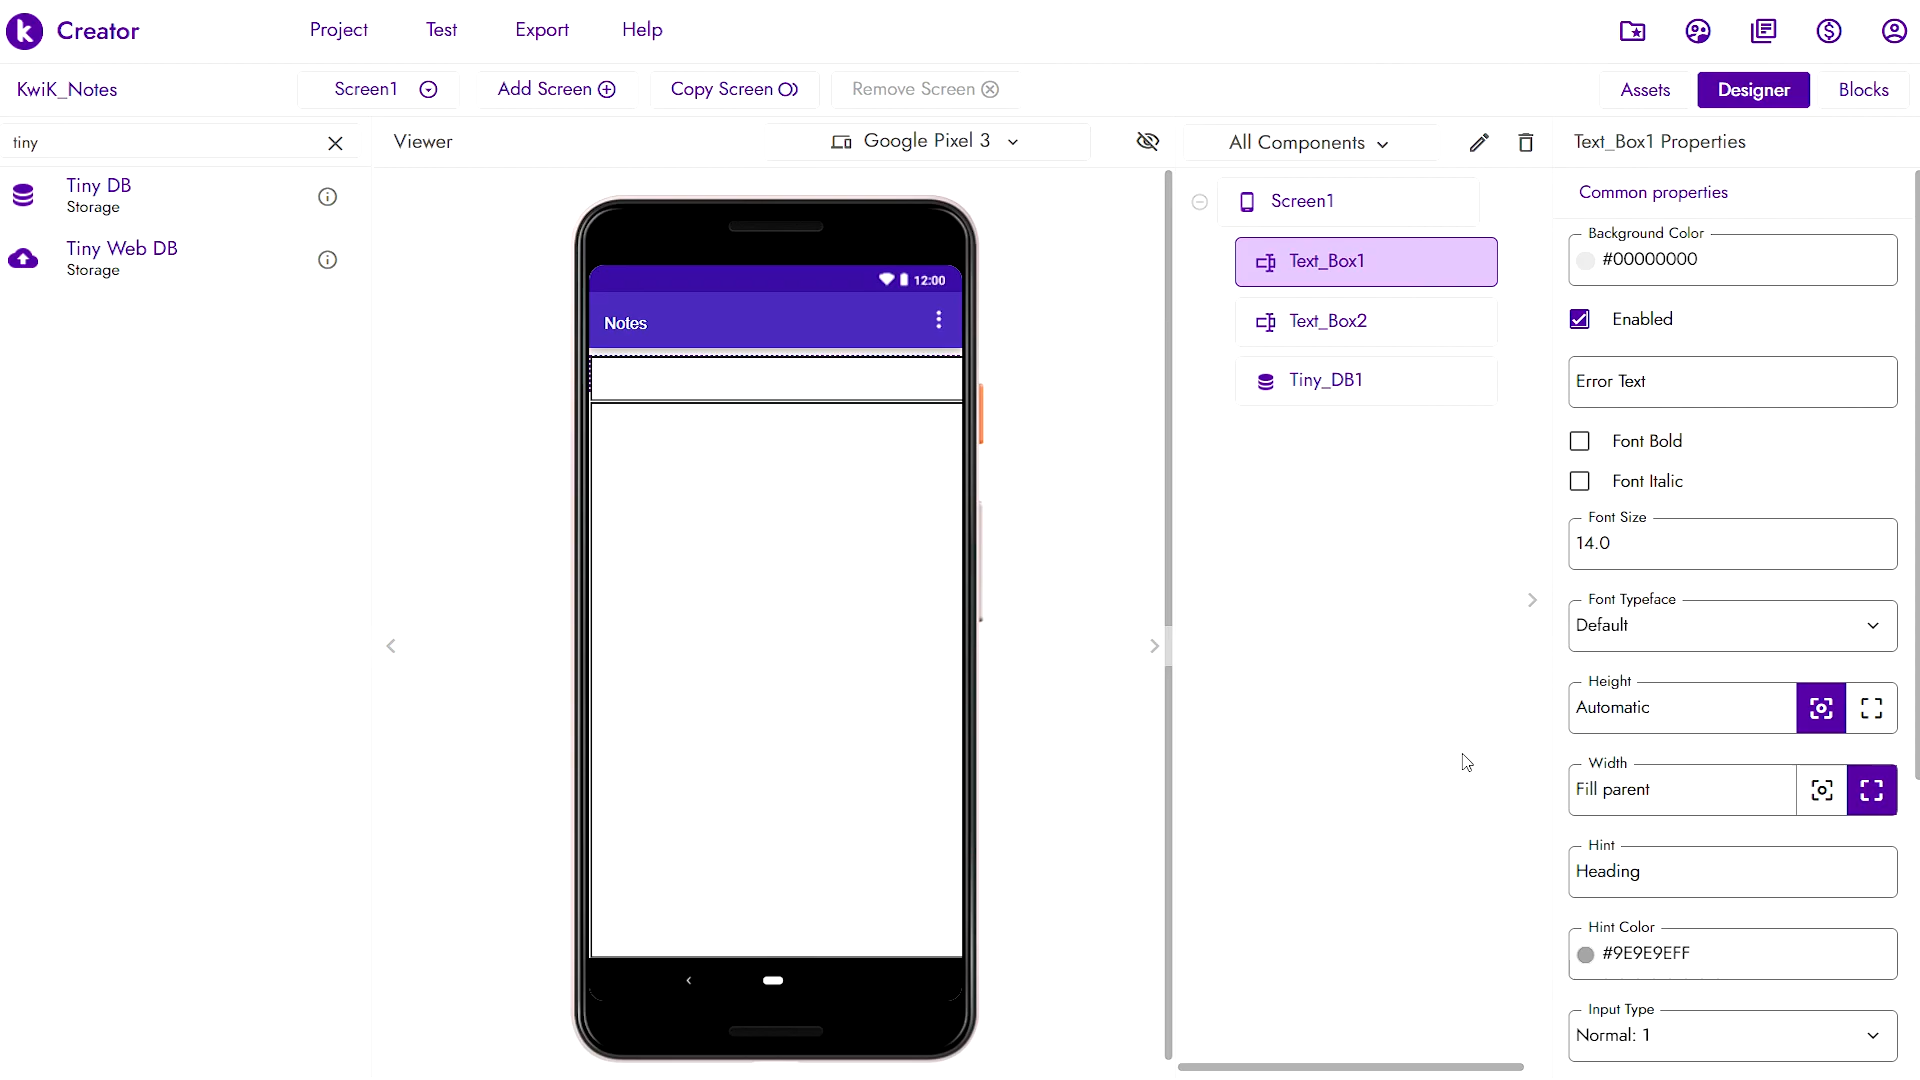 Creator
Project
Test
Export
Help
KwiK_Notes
Screen1
Add Screen
Copy Screen
Remove Screen
Assets
Designer
Blocks
tiny
Viewer
Google Pixel 3
All Components
Text_Box1 Properties
Tiny DB
Storage
Tiny Web DB
Storage
12:00
Notes
Screen1
Text_Box1
Text_Box2
Tiny_DB1
Common properties
Background Color
#00000000
Enabled
Error Text
Font Bold
Font Italic
Font Size
14.0
Font Typeface
Default
Height
Automatic
Width
Fill parent
Hint
Heading
Hint Color
#9E9E9EFF
Input Type
Normal: 1